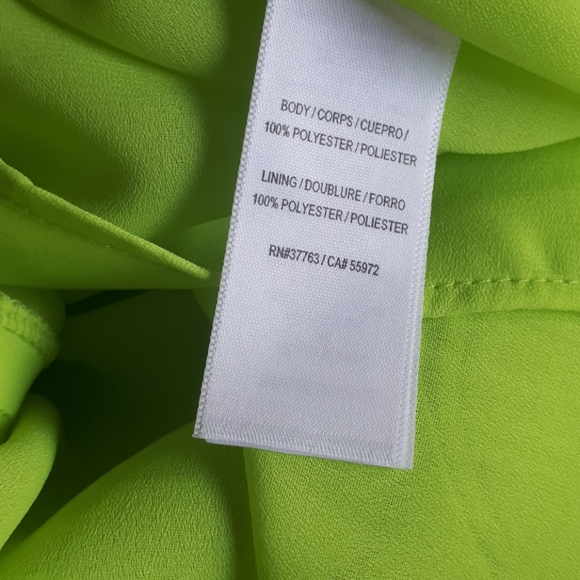 BODY / CORPS / CUEPRO /
100% POLYESTER / POLIESTER
LINING / DOUBLURE / FORRO
100% POLYESTER / POLIESTER
RN#37763 / CA# 55972